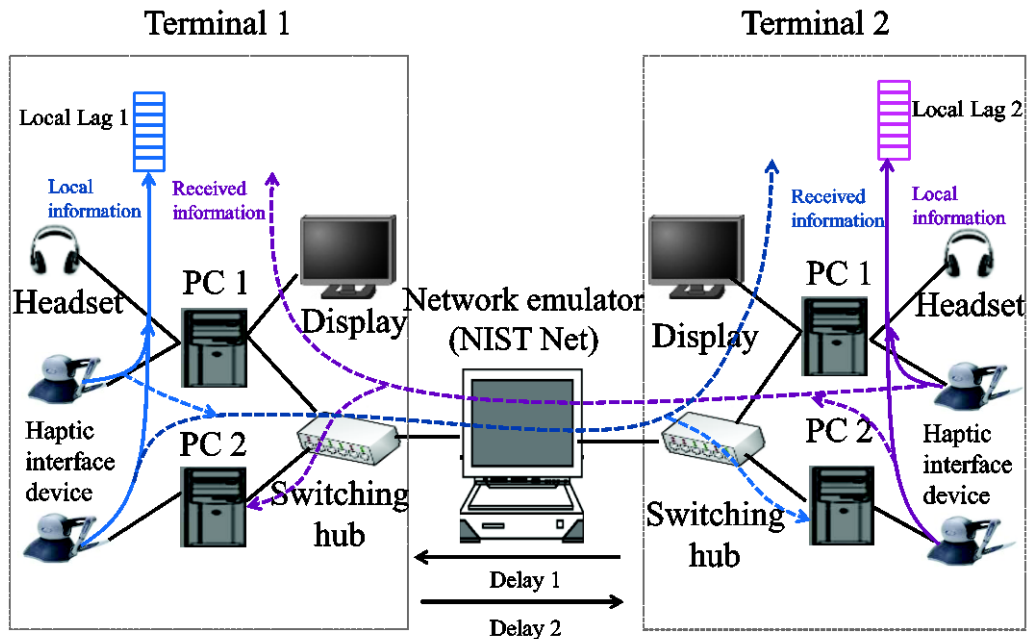 Terminal 1
Terminal 2
Local Lag 1
Local Lag 2
Local
information
Received
information
Received
information
Local
information
Headset
PC 1
Display
Network emulator
(NIST Net)
Display
PC 1
Headset
Haptic
interface
device
PC 2
Switching
hub
PC 2
Switching
hub
Haptic
interface
device
Delay 1
Delay 2